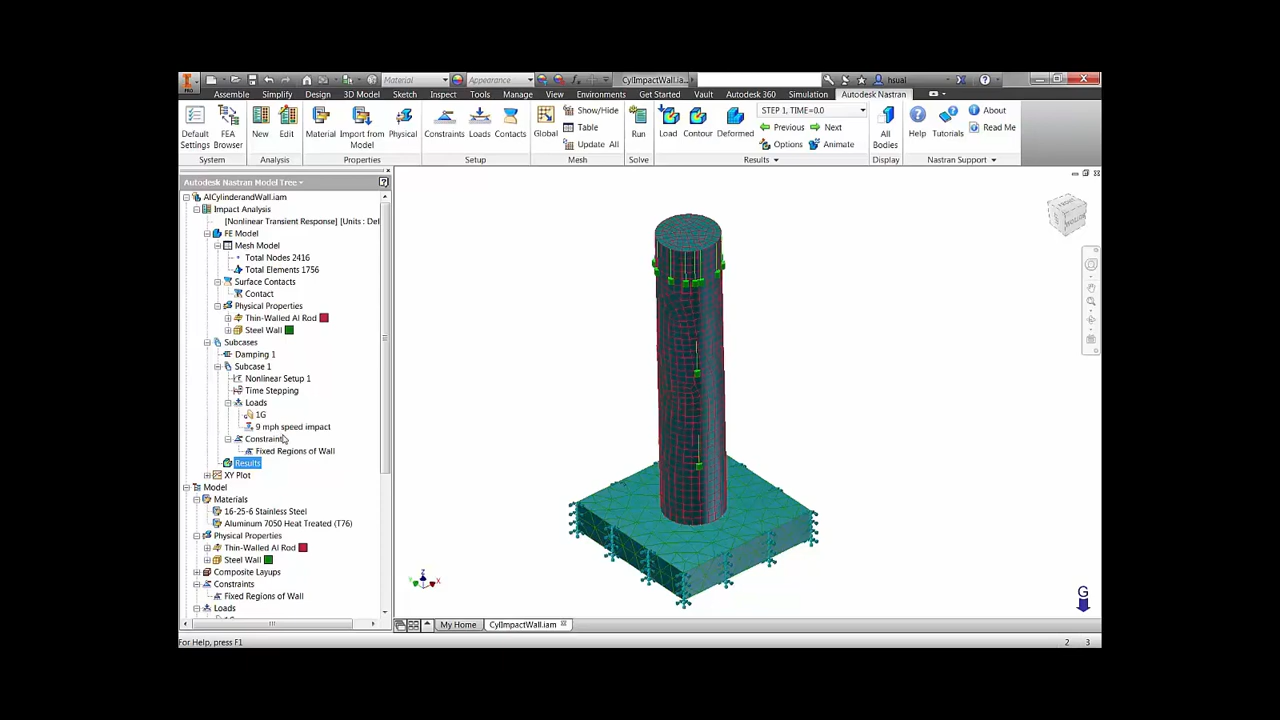 Material
Appearance
CylImpactWall.ia...
hsual
PRO
Assemble Simplify 3D Model Sketch Inspect Tools Manage View Environments Get Started Vault Autodesk 360 Simulation Autodesk Nastran
Default Settings
FEA Browser
New
Edit
Material
Import from Model
Physical
Constraints
Loads
Contacts
Global
Show/Hide
Table
Update All
Run
Load
Contour
Deformed
STEP 1, TIME=0.0
Previous
Next
Options
Animate
All Bodies
Help
Tutorials
About
Read Me
System Analysis Properties Setup Mesh Solve Results Display Nastran Support
Autodesk Nastran Model Tree
AlCylinderandWall.iam
Impact Analysis
[Nonlinear Transient Response] [Units : Del
FE Model
Mesh Model
Total Nodes 2416
Total Elements 1756
Surface Contacts
Contact
Physical Properties
Thin-Walled Al Rod
Steel Wall
Subcases
Damping 1
Subcase 1
Nonlinear Setup 1
Time Stepping
Loads
1G
9 mph speed impact
Constraints
Fixed Regions of Wall
Results
XY Plot
Model
Materials
16-25-6 Stainless Steel
Aluminum 7050 Heat Treated (T76)
Physical Properties
Thin-Walled Al Rod
Steel Wall
Composite Layups
Constraints
Fixed Regions of Wall
Loads
Z
X
G
My Home CylImpactWall.iam
For Help, press F1 2 3